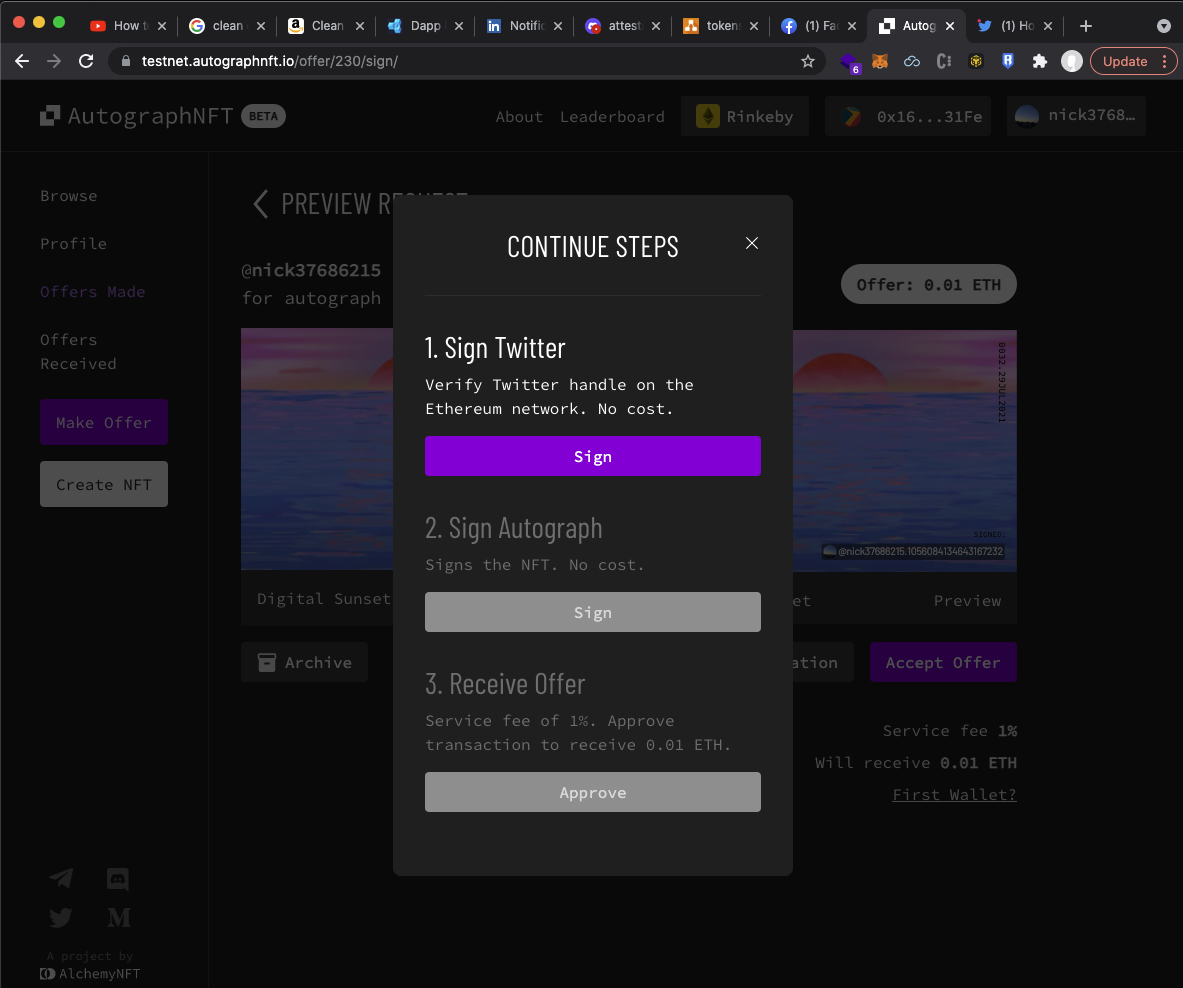 How t
clean
Clean
Dapp
Notific
attest
token
(1) Fa
Autog
(1) Ho
testnet.autographnft.io/offer/230/sign/
6
Update
AutographNFT BETA
About
Leaderboard
Rinkeby
0x16...31Fe
nick3768…
Browse
Profile
Offers Made
Offers
Received
Make Offer
Create NFT
PREVIEW REQUEST
@nick37686215
for autograph
Offer: 0.01 ETH
CONTINUE STEPS
1. Sign Twitter
Verify Twitter handle on the
Ethereum network. No cost.
Sign
2. Sign Autograph
Signs the NFT. No cost.
Sign
3. Receive Offer
Service fee of 1%. Approve
transaction to receive 0.01 ETH.
Approve
0032.29JUL2021
SIGNED:
@nick37686215.1056084134643167232
Digital Sunset
et
Preview
Archive
ation
Accept Offer
Service fee 1%
Will receive 0.01 ETH
First Wallet?
A project by
AlchemyNFT